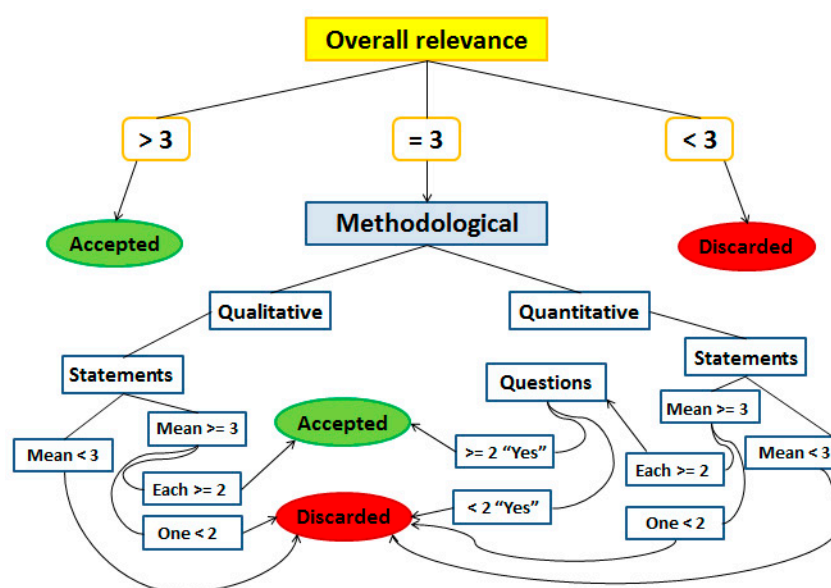 Overall relevance
> 3
= 3
< 3
Accepted
Methodological
Discarded
Qualitative
Quantitative
Statements
Questions
Statements
Mean < 3
Mean >= 3
Accepted
>= 2 “Yes”
Mean >= 3
Mean < 3
Each >= 2
Each >= 2
One < 2
Discarded
< 2 “Yes”
One < 2